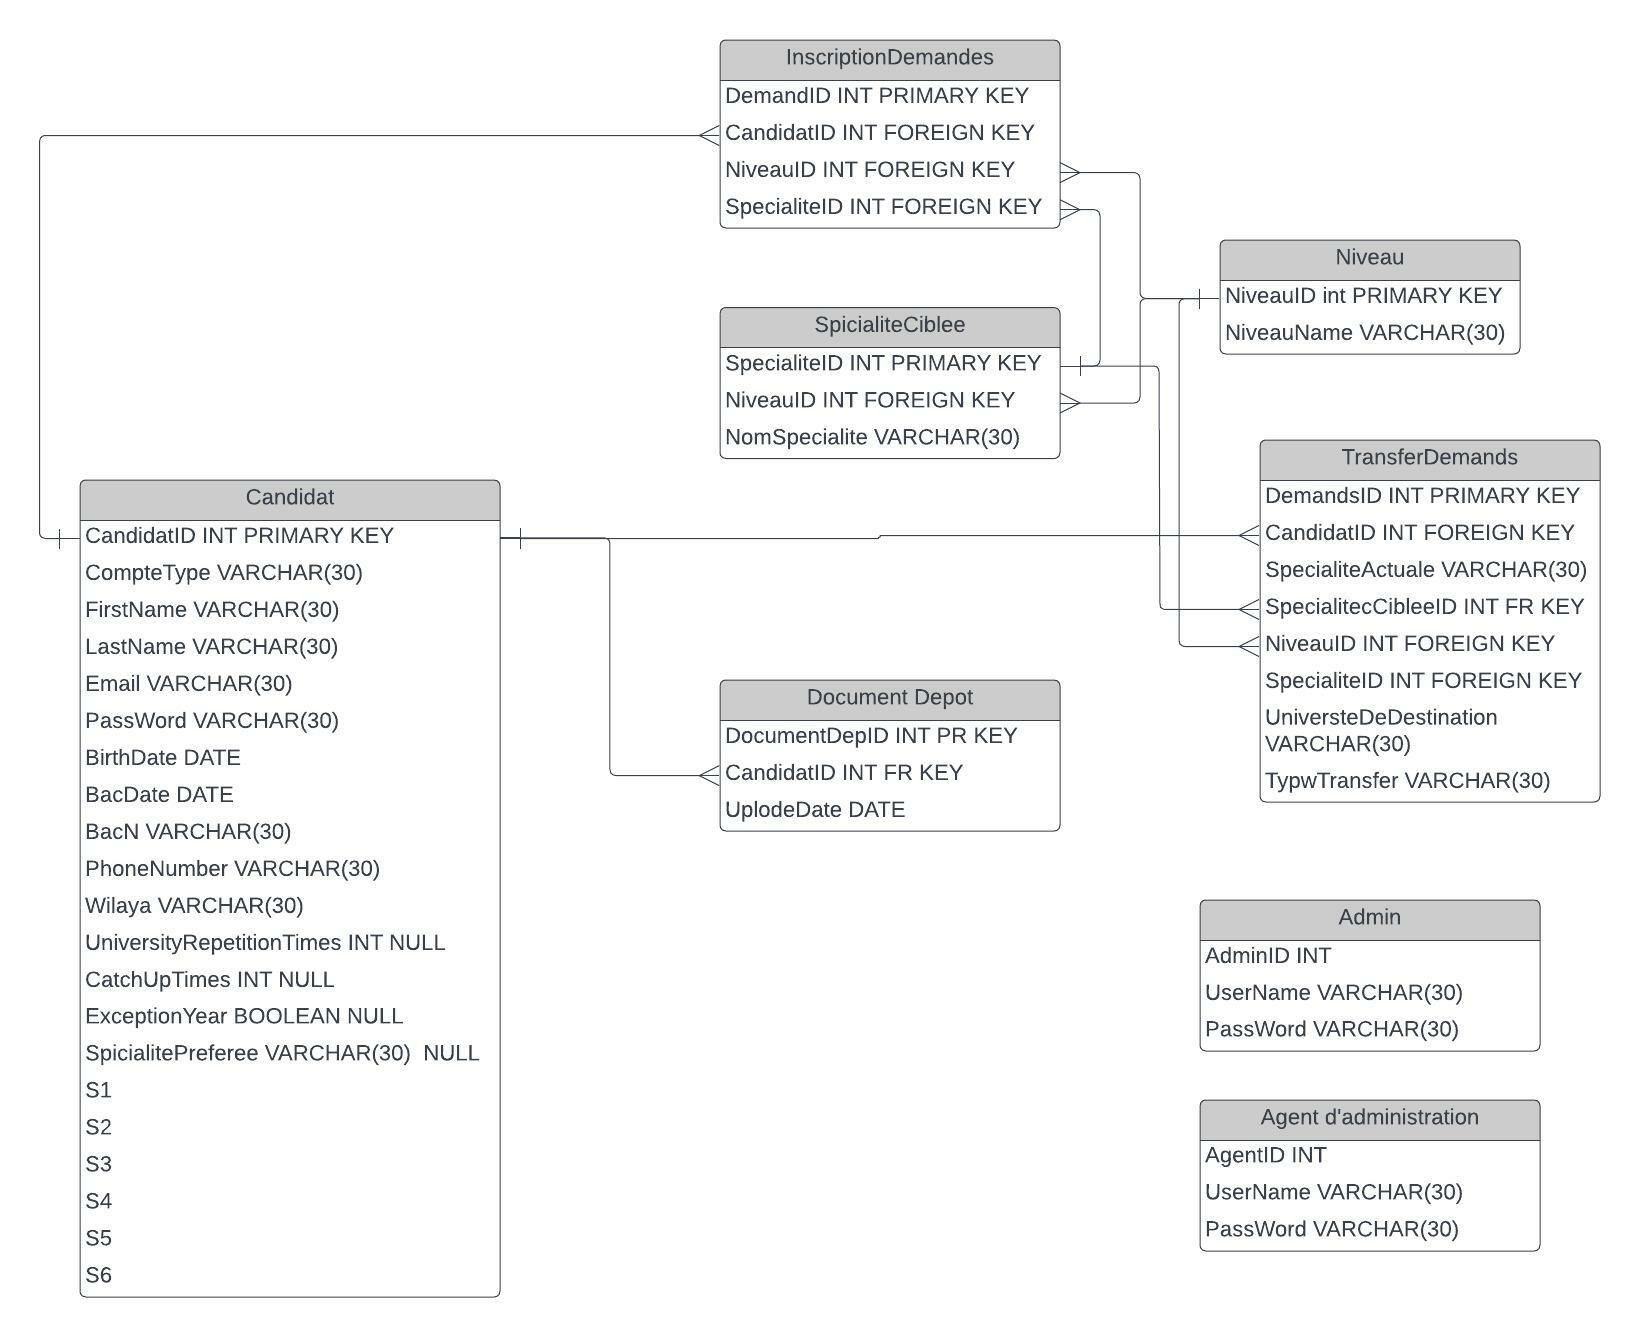 InscriptionDemandes
DemandID INT PRIMARY KEY
CandidatID INT FOREIGN KEY
NiveauID INT FOREIGN KEY
SpecialiteID INT FOREIGN KEY
Niveau
NiveauID int PRIMARY KEY
NiveauName VARCHAR(30)
SpicialiteCiblee
SpecialiteID INT PRIMARY KEY
NiveauID INT FOREIGN KEY
NomSpecialite VARCHAR(30)
TransferDemands
DemandsID INT PRIMARY KEY
CandidatID INT FOREIGN KEY
SpecialiteActuale VARCHAR(30)
SpecialitecCibleeID INT FR KEY
NiveauID INT FOREIGN KEY
SpecialiteID INT FOREIGN KEY
UniversteDeDestination
VARCHAR(30)
TypwTransfer VARCHAR(30)
Candidat
CandidatID INT PRIMARY KEY
CompteType VARCHAR(30)
FirstName VARCHAR(30)
LastName VARCHAR(30)
Email VARCHAR(30)
PassWord VARCHAR(30)
BirthDate DATE
BacDate DATE
BacN VARCHAR(30)
PhoneNumber VARCHAR(30)
Wilaya VARCHAR(30)
UniversityRepetitionTimes INT NULL
CatchUpTimes INT NULL
ExceptionYear BOOLEAN NULL
SpicialitePreferee VARCHAR(30)  NULL
S1
S2
S3
S4
S5
S6
Document Depot
DocumentDepID INT PR KEY
CandidatID INT FR KEY
UplodeDate DATE
Admin
AdminID INT
UserName VARCHAR(30)
PassWord VARCHAR(30)
Agent d'administration
AgentID INT
UserName VARCHAR(30)
PassWord VARCHAR(30)